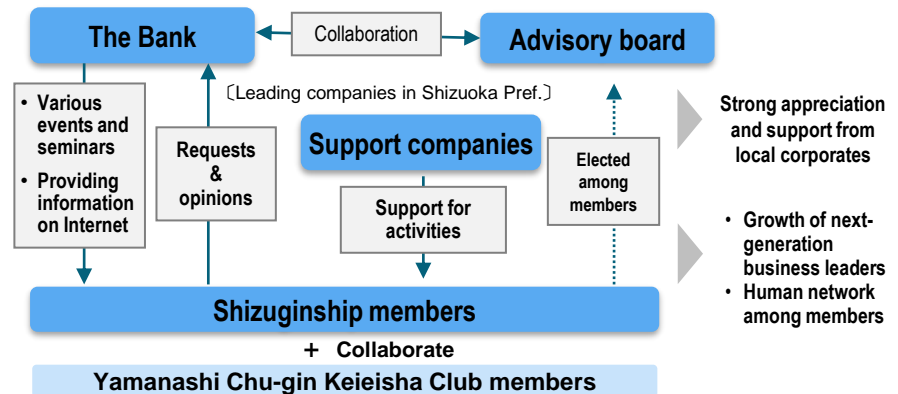 The Bank
Collaboration
Advisory board
〔Leading companies in Shizuoka Pref.〕
• Various
events and
seminars
• Providing
information
on Internet
Requests
&
opinions
Support companies
Support for
activities
Elected
among
members
Strong appreciation
and support from
local corporates
• Growth of next-
generation
business leaders
• Human network
among members
Shizuginship members
+ Collaborate
Yamanashi Chu-gin Keieisha Club members